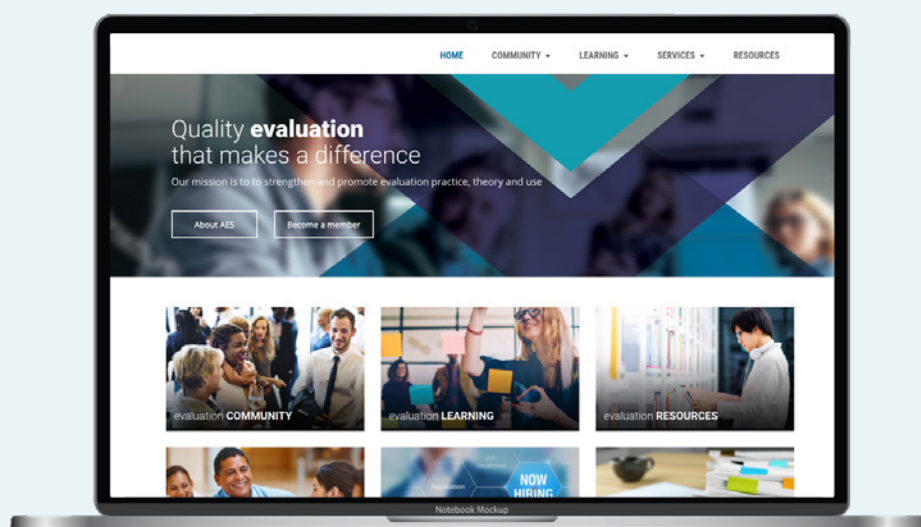 HOME COMMUNITY LEARNING SERVICES RESOURCES
Quality evaluation
that makes a difference
Our mission is to to strengthen and promote evaluation practice, theory and use
About AES Become a member
evaluation COMMUNITY evaluation LEARNING evaluation RESOURCES
Application
NOW
HIRING
Notebook Mockup